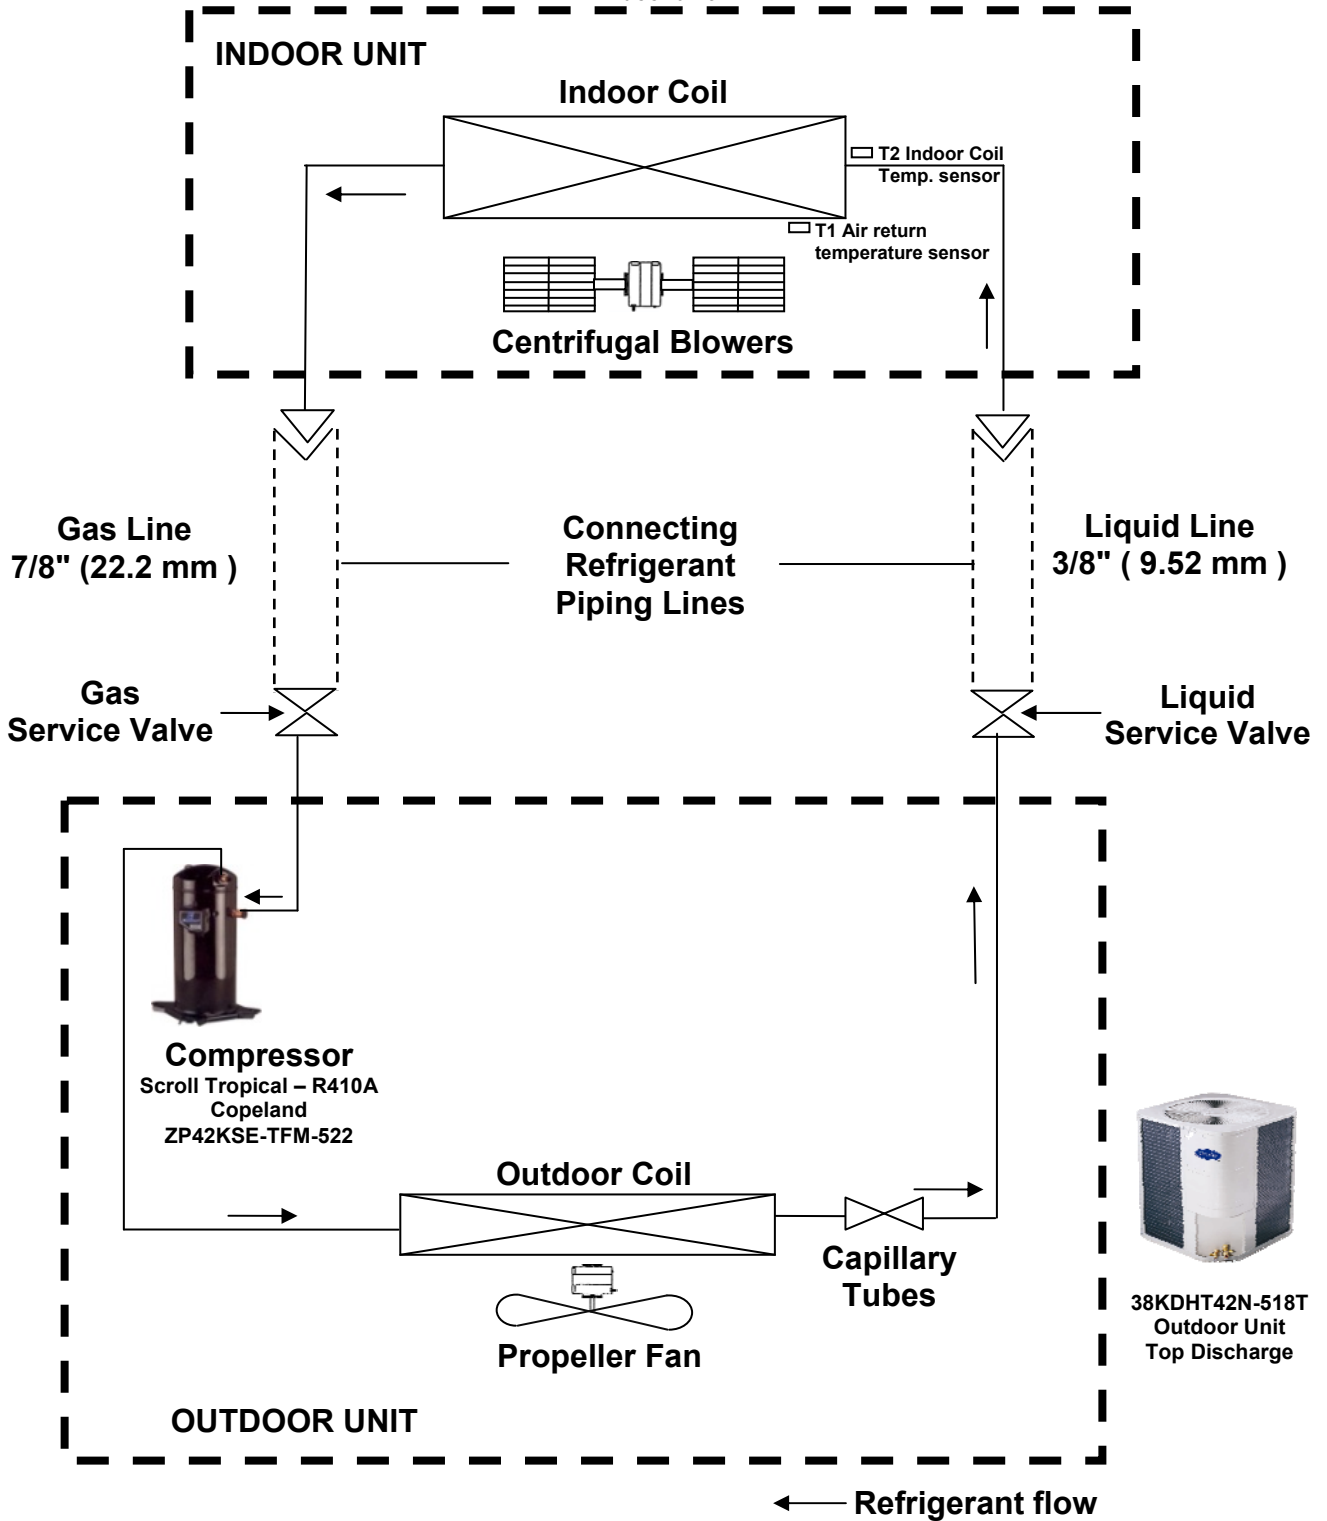 INDOOR UNIT
Indoor Coil
T2 Indoor Coil
Temp. sensor
T1 Air return
temperature sensor
Centrifugal Blowers
Gas Line
7/8" (22.2 mm )
Connecting
Refrigerant
Piping Lines
Liquid Line
3/8" ( 9.52 mm )
Gas
Service Valve
Liquid
Service Valve
Compressor
Scroll Tropical – R410A
Copeland
ZP42KSE-TFM-522
Outdoor Coil
Capillary
Tubes
Propeller Fan
38KDHT42N-518T
Outdoor Unit
Top Discharge
OUTDOOR UNIT
Refrigerant flow